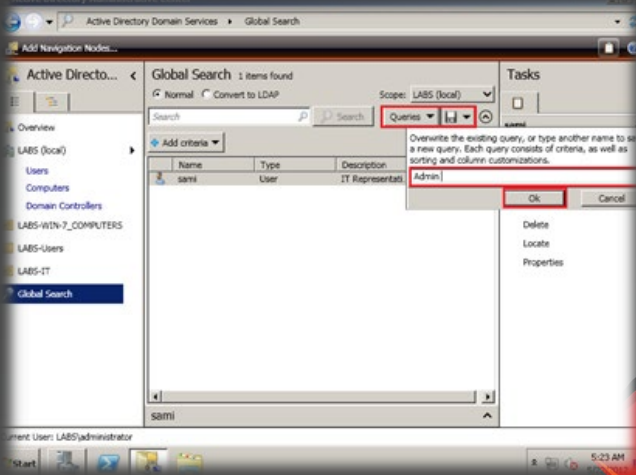 Active Directory Domain Services
Global Search
Add Navigation Nodes...
Active Directo...
Overview
LABS (local)
Users
Computers
Domain Controllers
LABS-WIN-7_COMPUTERS
LABS-Users
LABS-IT
Global Search
Global Search 1 items found
Normal Convert to LDAP
Scope: LABS (local)
Search
Search
Queries
Add criteria
Name Type Description
sami User IT Representati
sami
Tasks
Overwrite the existing query, or type another name to
a new query. Each query consists of criteria, as well as
sorting and column customizations.
Admin
Ok Cancel
Delete
Locate
Properties
User: LABS\administrator
Start
5:23 AM